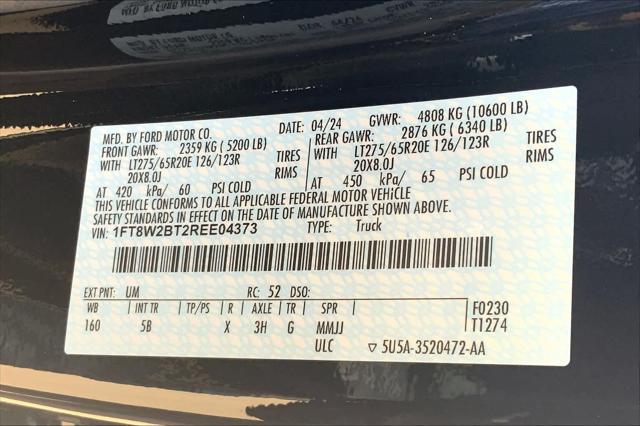 MFD. BY FORD MOTOR CO.
DATE: 04/24 GVWR: 4808 KG (10600 LB)
FRONT GAWR: 2359 KG (5200 LB) REAR GAWR: 2876 KG (6340 LB)
WITH LT275/65R20E 126/123R TIRES WITH LT275/65R20E 126/123R TIRES
20X8.0J RIMS 20X8.0J RIMS
AT 420 kPa/ 60 PSI COLD AT 450 kPa/ 65 PSI COLD
THIS VEHICLE CONFORMS TO ALL APPLICABLE FEDERAL MOTOR VEHICLE
SAFETY STANDARDS IN EFFECT ON THE DATE OF MANUFACTURE SHOWN ABOVE.
VIN: 1FT8W2BT2REE04373 TYPE: Truck
EXT PNT: UM RC: 52 DSO:
WB INT TR TP/PS R AXLE TR SPR F0230
160 5B X 3H G MMJJ T1274
ULC 5U5A-3520472-AA